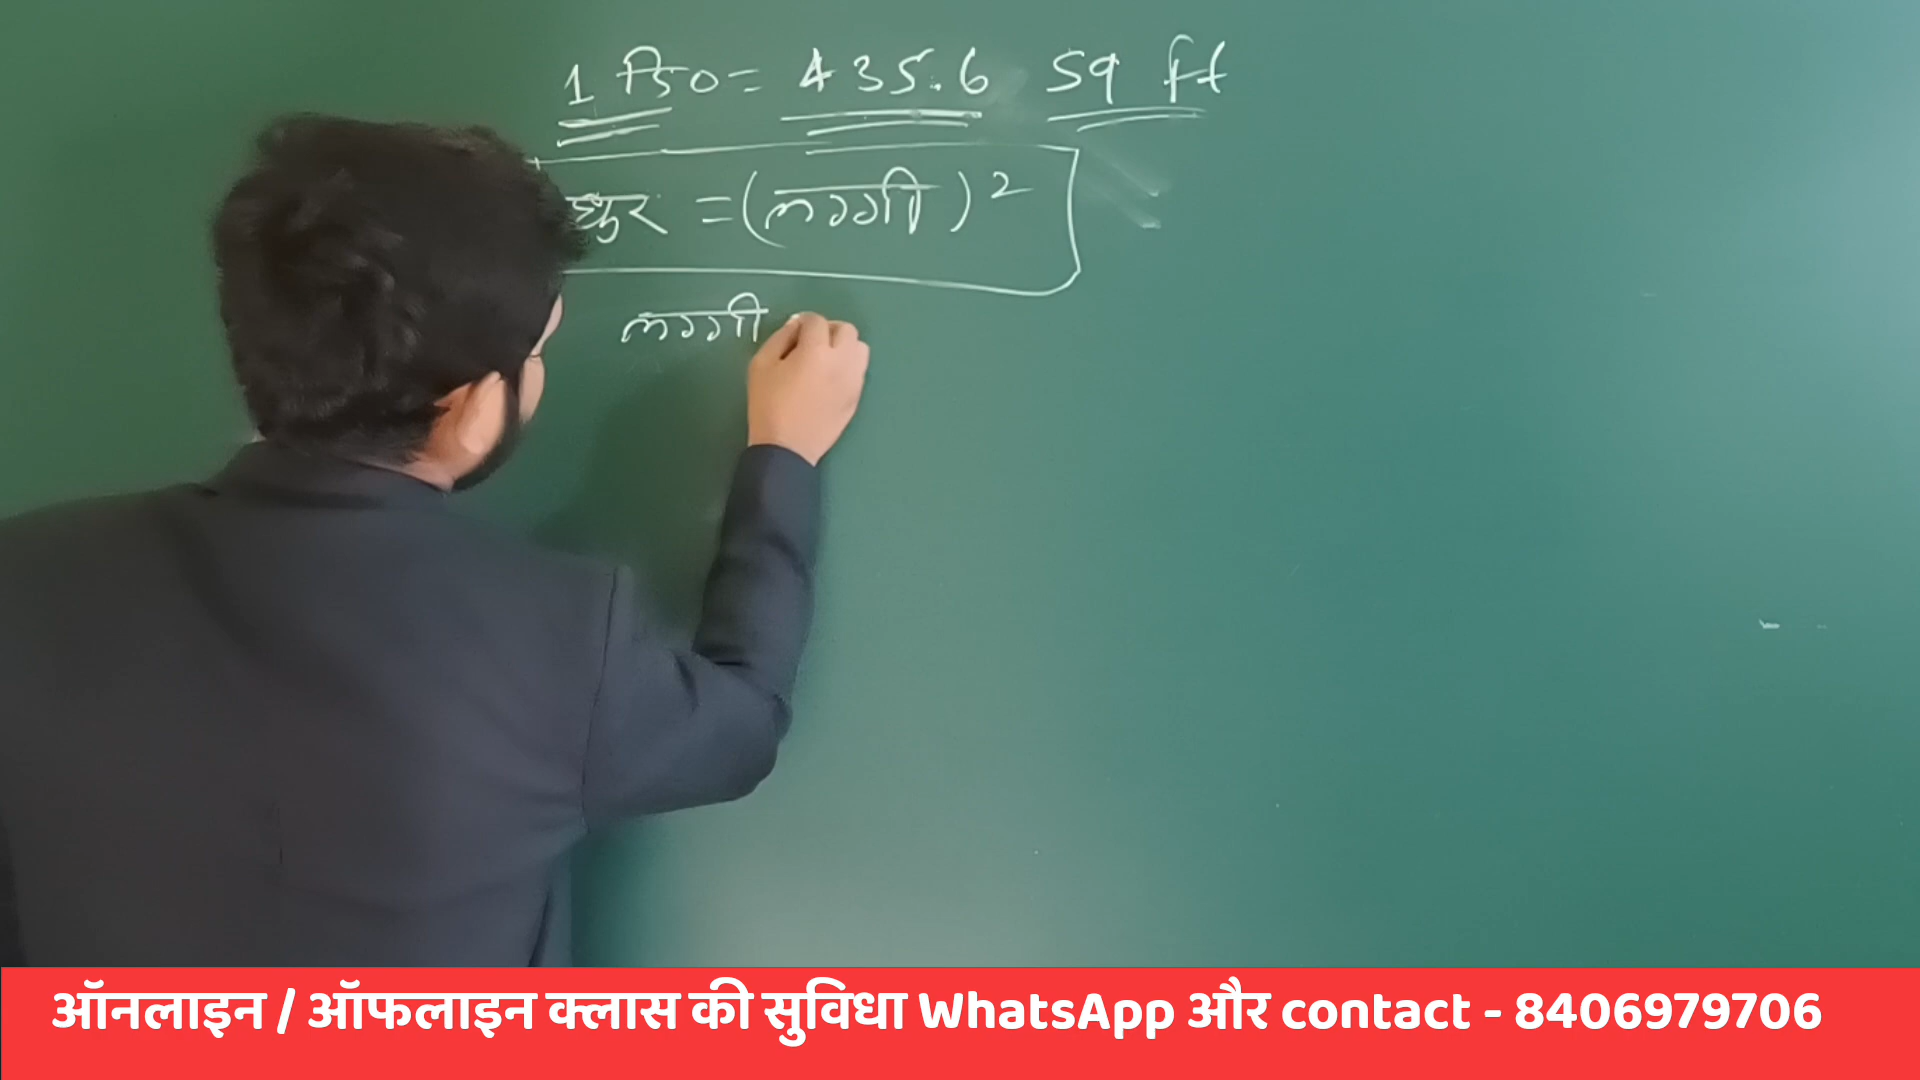 1 डि० = 435.6 sq ft
धुर = (लग्गी)²
लग्गी
ऑनलाइन / ऑफलाइन क्लास की सुविधा WhatsApp और contact - 8406979706